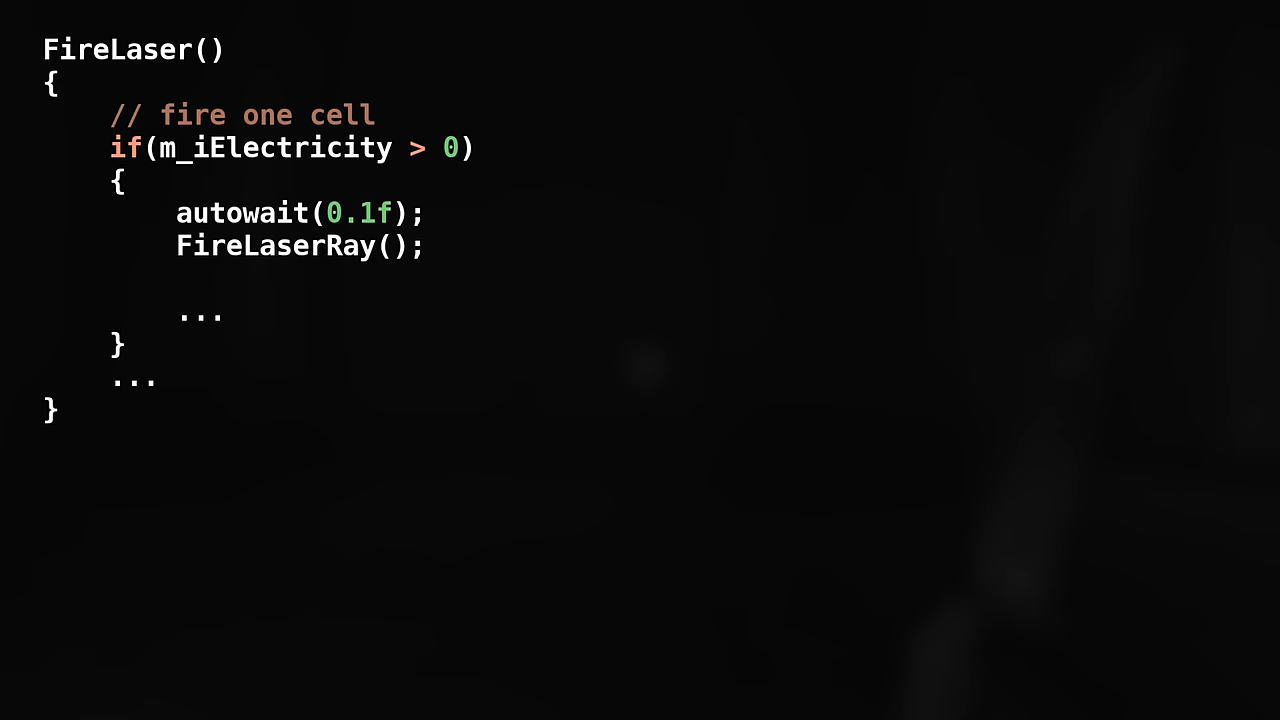 FireLaser()
{
    // fire one cell
    if(m_iElectricity > 0)
    {
        autowait(0.1f);
        FireLaserRay();

        ...
    }
    ...
}